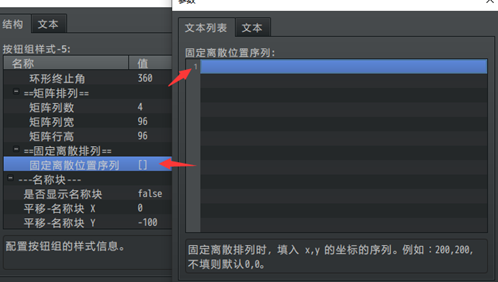 结构 文本
按钮组样式-5:
名称 值
环形终止角 360
- ==矩阵排列==
矩阵列数 4
矩阵列宽 96
矩阵行高 96
- ==固定离散排列==
固定离散位置序列 []
- ---名称块---
是否显示名称块 false
平移-名称块 X 0
平移-名称块 Y -100
配置按钮组的样式信息。
文本列表 文本
固定离散位置序列:
1
固定离散排列时, 填入 x,y 的坐标的序列。例如：200,200,
不填则默认0,0。